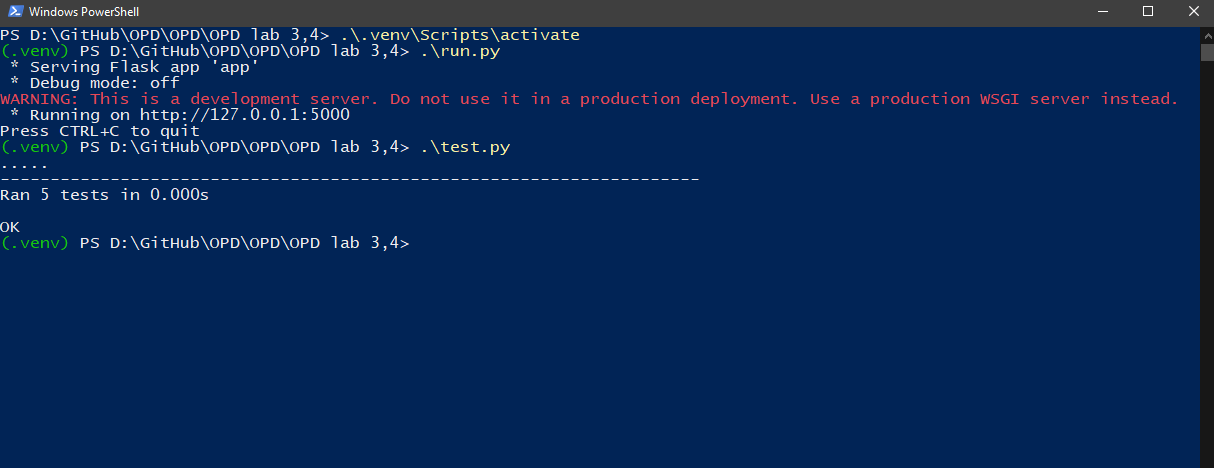 Windows PowerShell
PS D:\GitHub\OPD\OPD\OPD lab 3,4> .\.venv\Scripts\activate
(.venv) PS D:\GitHub\OPD\OPD\OPD lab 3,4> .\run.py
 * Serving Flask app 'app'
 * Debug mode: off
WARNING: This is a development server. Do not use it in a production deployment. Use a production WSGI server instead.
 * Running on http://127.0.0.1:5000
Press CTRL+C to quit
(.venv) PS D:\GitHub\OPD\OPD\OPD lab 3,4> .\test.py
.....
----------------------------------------------------------------------
Ran 5 tests in 0.000s

OK
(.venv) PS D:\GitHub\OPD\OPD\OPD lab 3,4>